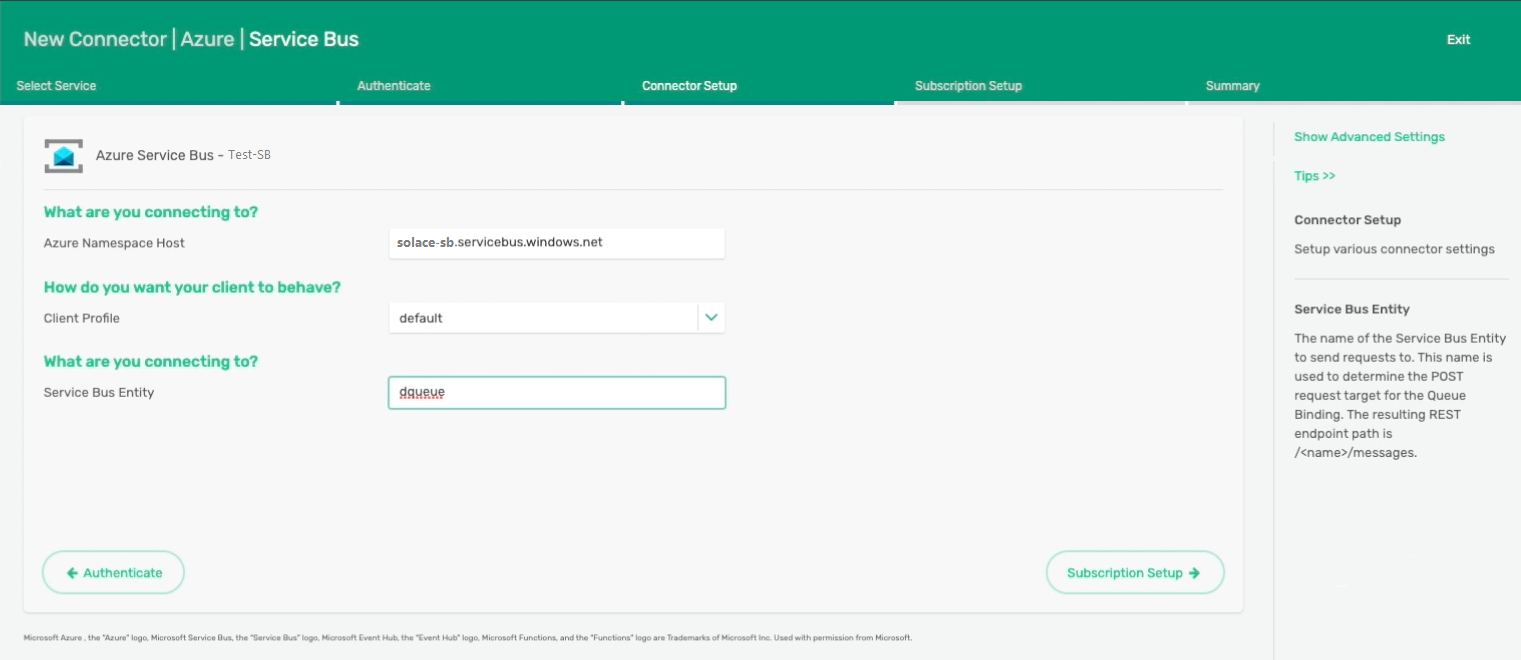 New Connector | Azure | Service Bus
Exit
Select Service
Authenticate
Connector Setup
Subscription Setup
Summary
Azure Service Bus - Test-SB
What are you connecting to?
Azure Namespace Host
solace-sb.servicebus.windows.net
How do you want your client to behave?
Client Profile
default
What are you connecting to?
Service Bus Entity
dqueue
← Authenticate
Subscription Setup →
Show Advanced Settings
Tips >>
Connector Setup
Setup various connector settings
Service Bus Entity
The name of the Service Bus Entity
to send requests to. This name is
used to determine the POST
request target for the Queue
Binding. The resulting REST
endpoint path is
/<name>/messages.
Microsoft Azure , the "Azure" logo, Microsoft Service Bus, the "Service Bus" logo, Microsoft Event Hub, the "Event Hub" logo, Microsoft Functions, and the "Functions" logo are Trademarks of Microsoft Inc. Used with permission from Microsoft.